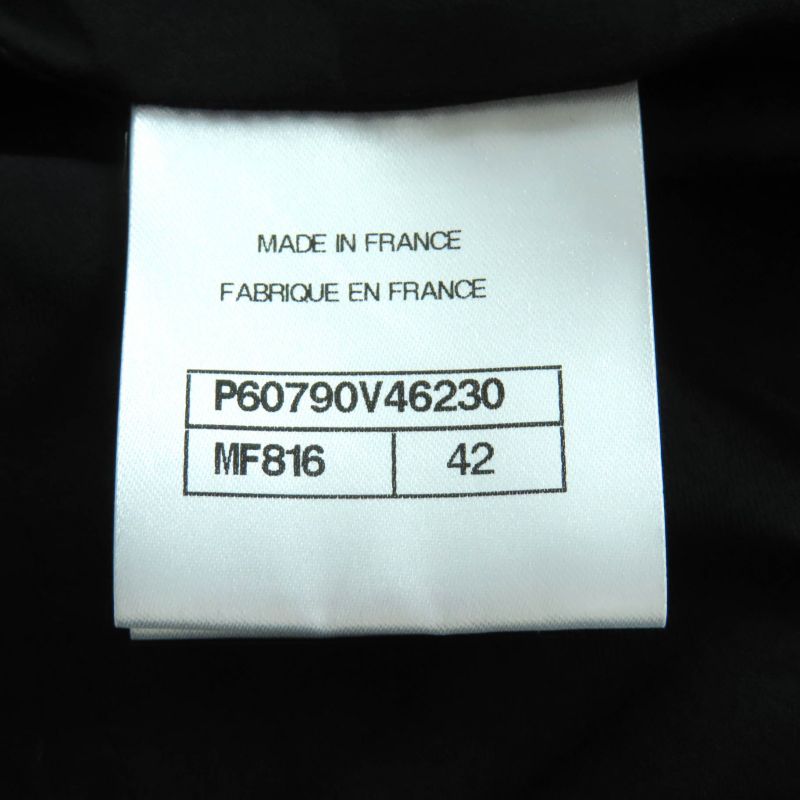 MADE IN FRANCE
FABRIQUE EN FRANCE
P60790V46230
MF816 42